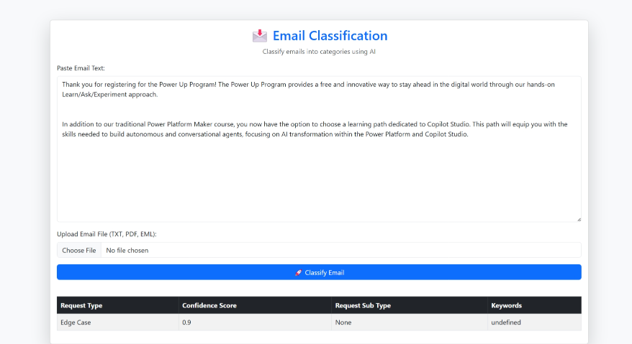 Email Classification
Classify emails into categories using AI
Paste Email Text:
Thank you for registering for the Power Up Program! The Power Up Program provides a free and innovative way to stay ahead in the digital world through our hands-on
Learn/Ask/Experiment approach.
In addition to our traditional Power Platform Maker course, you now have the option to choose a learning path dedicated to Copilot Studio. This path will equip you with the
skills needed to build autonomous and conversational agents, focusing on AI transformation within the Power Platform and Copilot Studio.
Upload Email File (TXT, PDF, EML):
Choose File No file chosen
Classify Email
Request Type Confidence Score Request Sub Type Keywords
Edge Case 0.9 None undefined